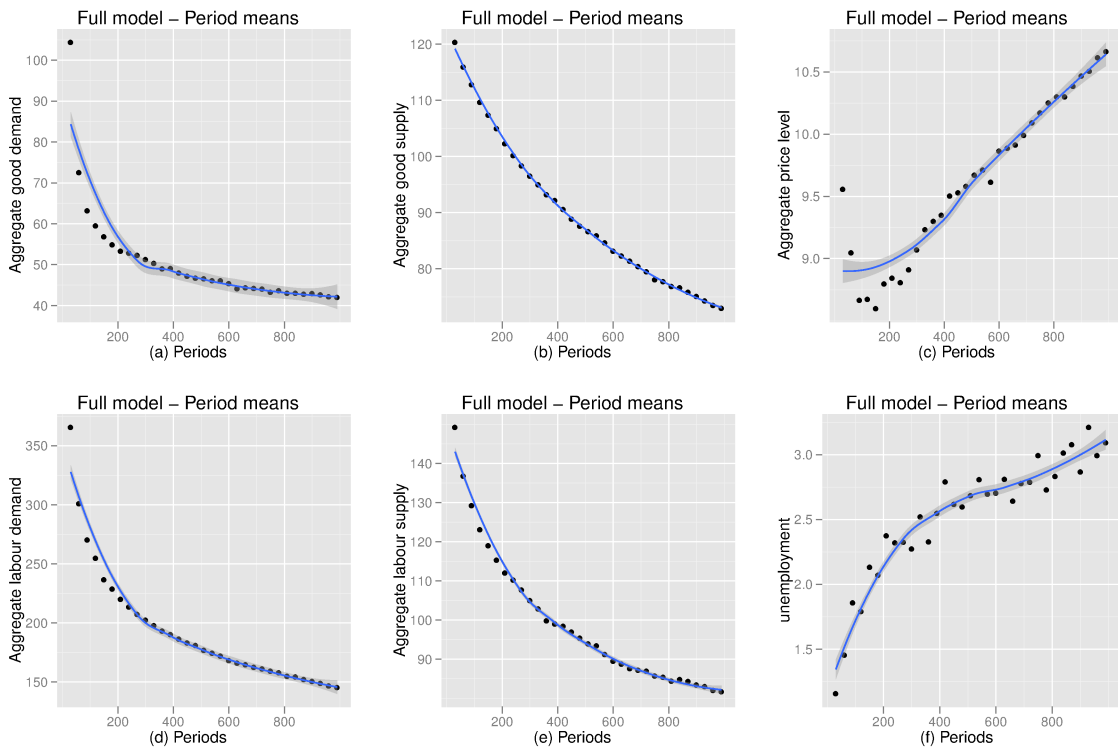 Full model – Period means
Aggregate good demand
100
90
80
70
60
50
40
200 400 600 800
(a) Periods
Full model – Period means
Aggregate good supply
120
110
100
90
80
200 400 600 800
(b) Periods
Full model – Period means
Aggregate price level
10.5
10.0
9.5
9.0
200 400 600 800
(c) Periods
Full model – Period means
Aggregate labour demand
350
300
250
200
150
200 400 600 800
(d) Periods
Full model – Period means
Aggregate labour supply
140
130
120
110
100
90
200 400 600 800
(e) Periods
Full model – Period means
unemployment
3.0
2.5
2.0
1.5
200 400 600 800
(f) Periods